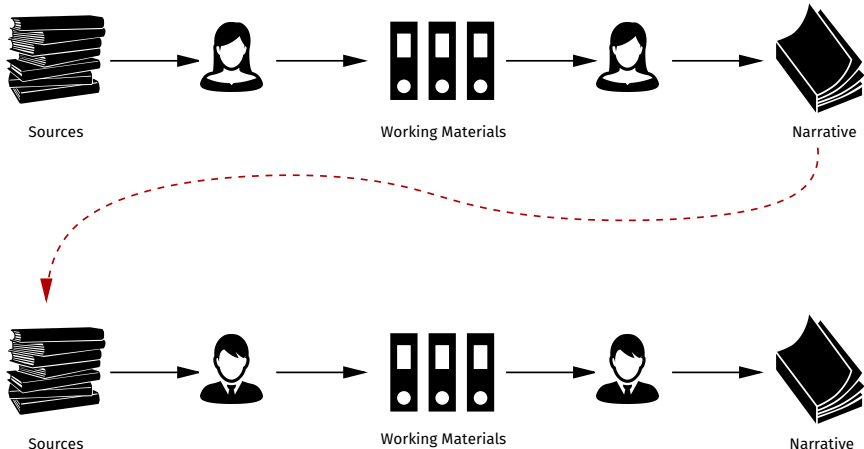 Sources
Working Materials
Narrative
Sources
Working Materials
Narrative